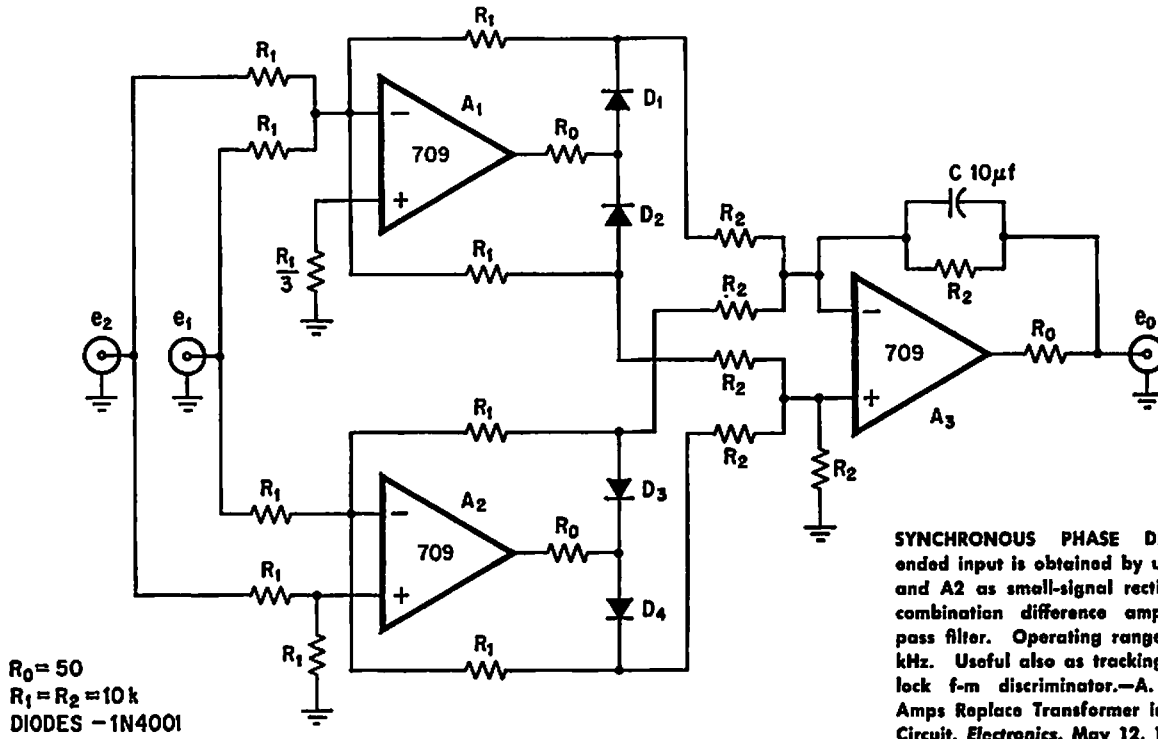 R1
R1
A1
D1
R1
R0
709
−
+
C 10µf
D2
R2
R1/3
R1
R2
R2
e2
e1
R2
−
709
+
R0
e0
R1
R2
R2
A3
R1
A2
D3
R0
−
709
+
R1
D4
R1
R1
SYNCHRONOUS PHASE D
ended input is obtained by u
and A2 as small-signal recti
combination difference amp
pass filter. Operating range
kHz. Useful also as tracking
lock f-m discriminator.—A.
Amps Replace Transformer i
Circuit, Electronics, May 12, 1
R0 = 50
R1 = R2 = 10 k
DIODES – 1N4001